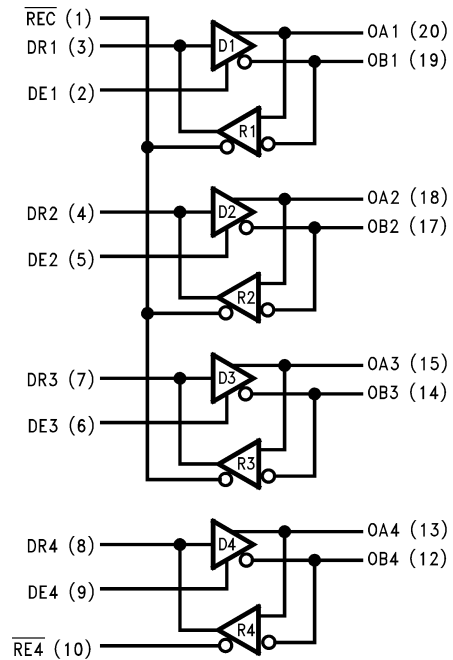 REC (1)
DR1 (3)
DE1 (2)
D1
R1
OA1 (20)
OB1 (19)
DR2 (4)
DE2 (5)
D2
R2
OA2 (18)
OB2 (17)
DR3 (7)
DE3 (6)
D3
R3
OA3 (15)
OB3 (14)
DR4 (8)
DE4 (9)
RE4 (10)
D4
R4
OA4 (13)
OB4 (12)